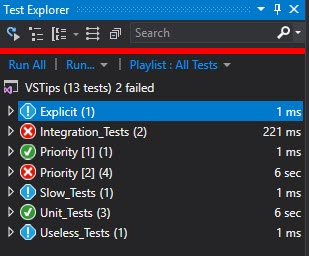 Test Explorer
Search
Run All | Run... | Playlist : All Tests
VSTips (13 tests) 2 failed
Explicit (1) 1 ms
Integration_Tests (2) 221 ms
Priority [1] (1) 1 ms
Priority [2] (4) 6 sec
Slow_Tests (1) 1 ms
Unit_Tests (3) 6 sec
Useless_Tests (1) 1 ms